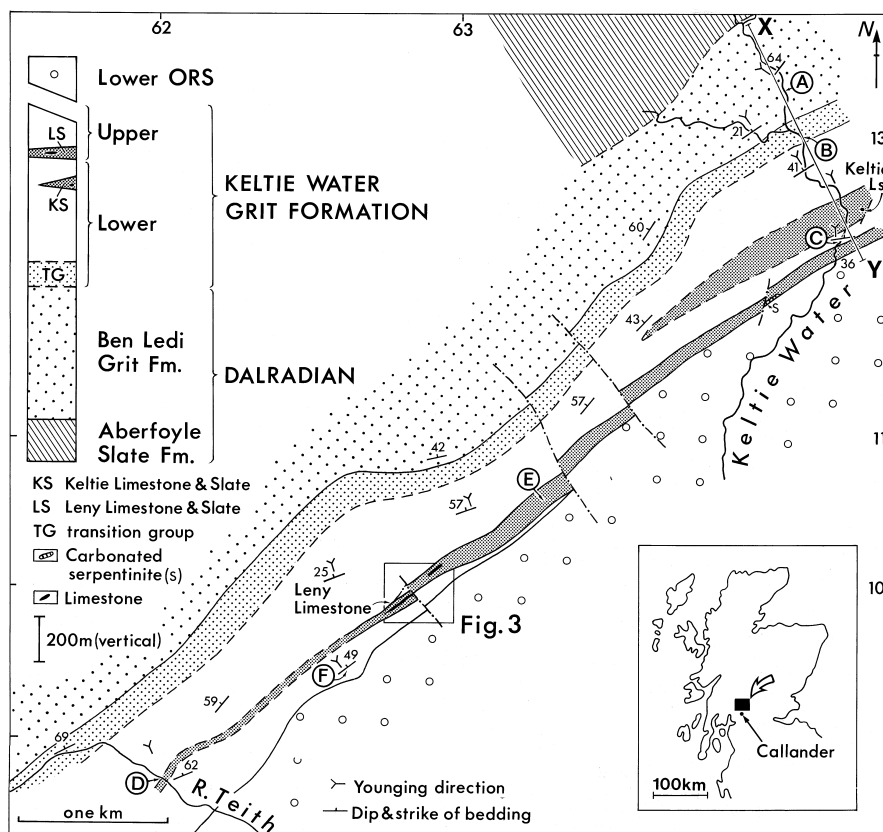 62
63
X
N
Lower ORS
64
A
LS
Upper
21
B
13
KELTIE WATER
GRIT FORMATION
41
Keltie
Ls
KS
Lower
60
C
36
Y
TG
S
43
Ben Ledi
Grit Fm.
DALRADIAN
Keltie Water
57
Aberfoyle
Slate Fm.
42
11
KS Keltie Limestone & Slate
LS Leny Limestone & Slate
TG transition group
Carbonated
serpentinite (S)
Limestone
E
57
25
Leny
Limestone
10
200m (vertical)
Fig. 3
49
F
59
69
D
62
R. Teith
Callander
100km
Younging direction
Dip & strike of bedding
one km